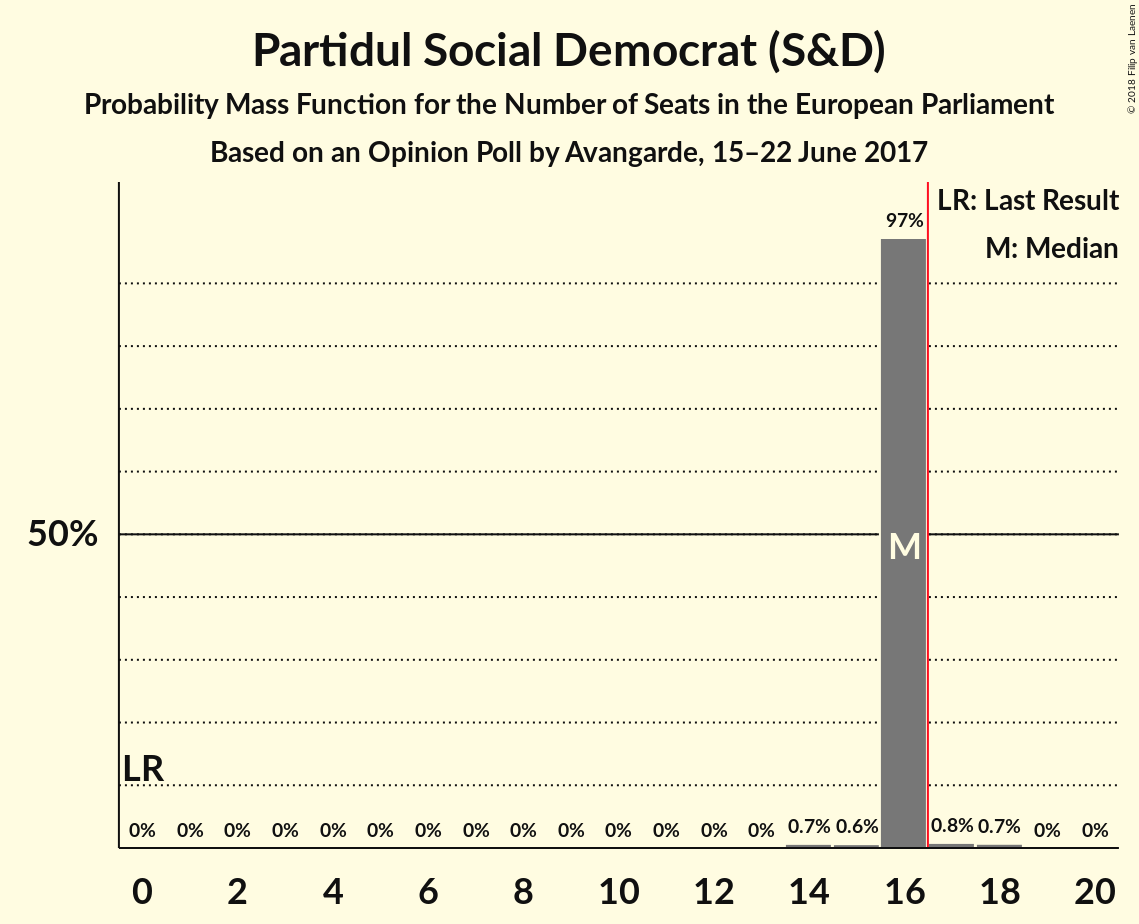 Partidul Social Democrat (S&D)
Probability Mass Function for the Number of Seats in the European Parliament
Based on an Opinion Poll by Avangarde, 15–22 June 2017
© 2018 Filip van Laenen
LR: Last Result
M: Median
97%
50%
M
LR
0% 0% 0% 0% 0% 0% 0% 0% 0% 0% 0% 0% 0% 0% 0.7% 0.6% 0.8% 0.7% 0% 0%
0 2 4 6 8 10 12 14 16 18 20